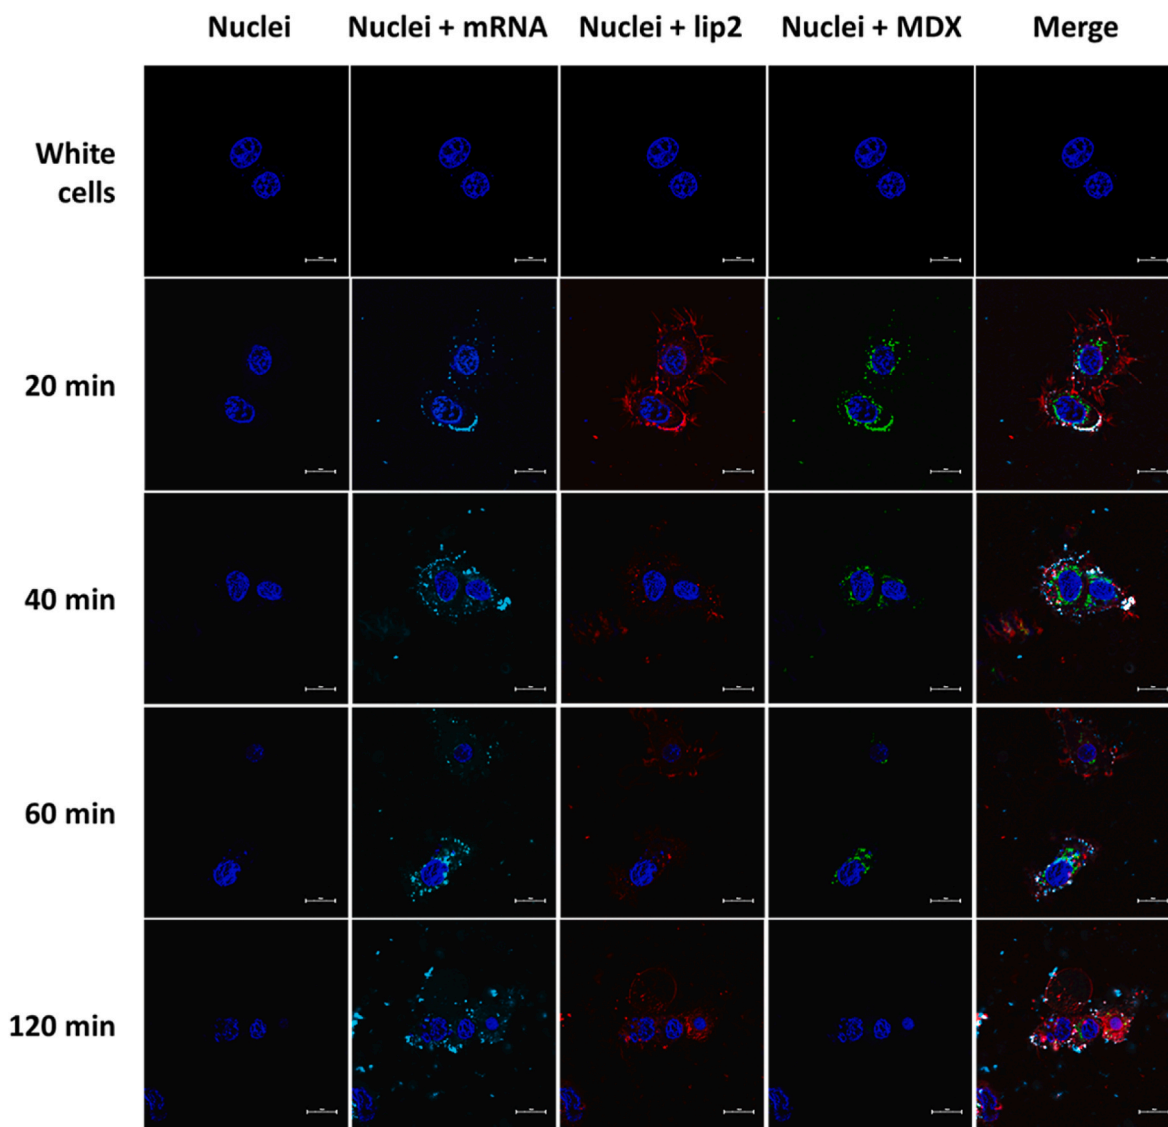 Nuclei Nuclei + mRNA Nuclei + lip2 Nuclei + MDX Merge
White
cells
20 min
40 min
60 min
120 min